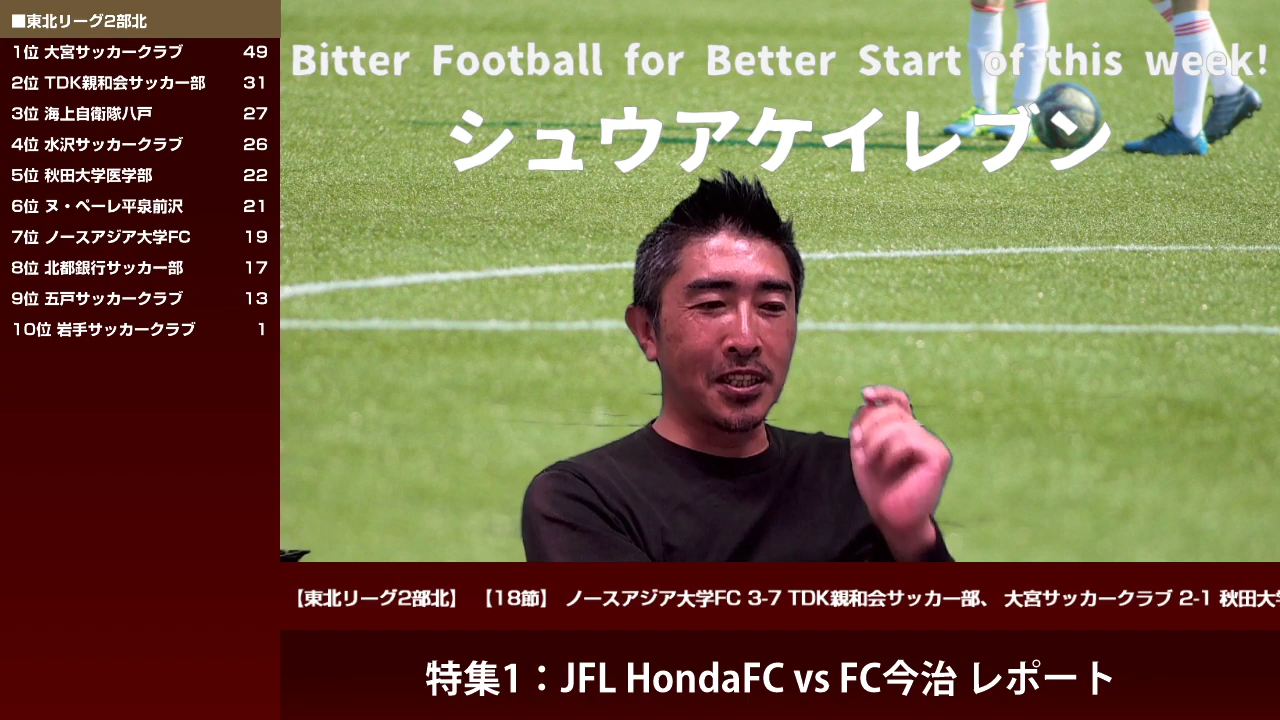 ■東北リーグ2部北
1位 大宮サッカークラブ 49
2位 TDK親和会サッカー部 31
3位 海上自衛隊八戸 27
4位 水沢サッカークラブ 26
5位 秋田大学医学部 22
6位 ヌ・ペーレ平泉前沢 21
7位 ノースアジア大学FC 19
8位 北都銀行サッカー部 17
9位 五戸サッカークラブ 13
10位 岩手サッカークラブ 1
Bitter Football for Better Start of this week!
シュウアケイレブン
【東北リーグ2部北】 【18節】 ノースアジア大学FC 3-7 TDK親和会サッカー部、 大宮サッカークラブ 2-1 秋田大
特集1：JFL HondaFC vs FC今治 レポート